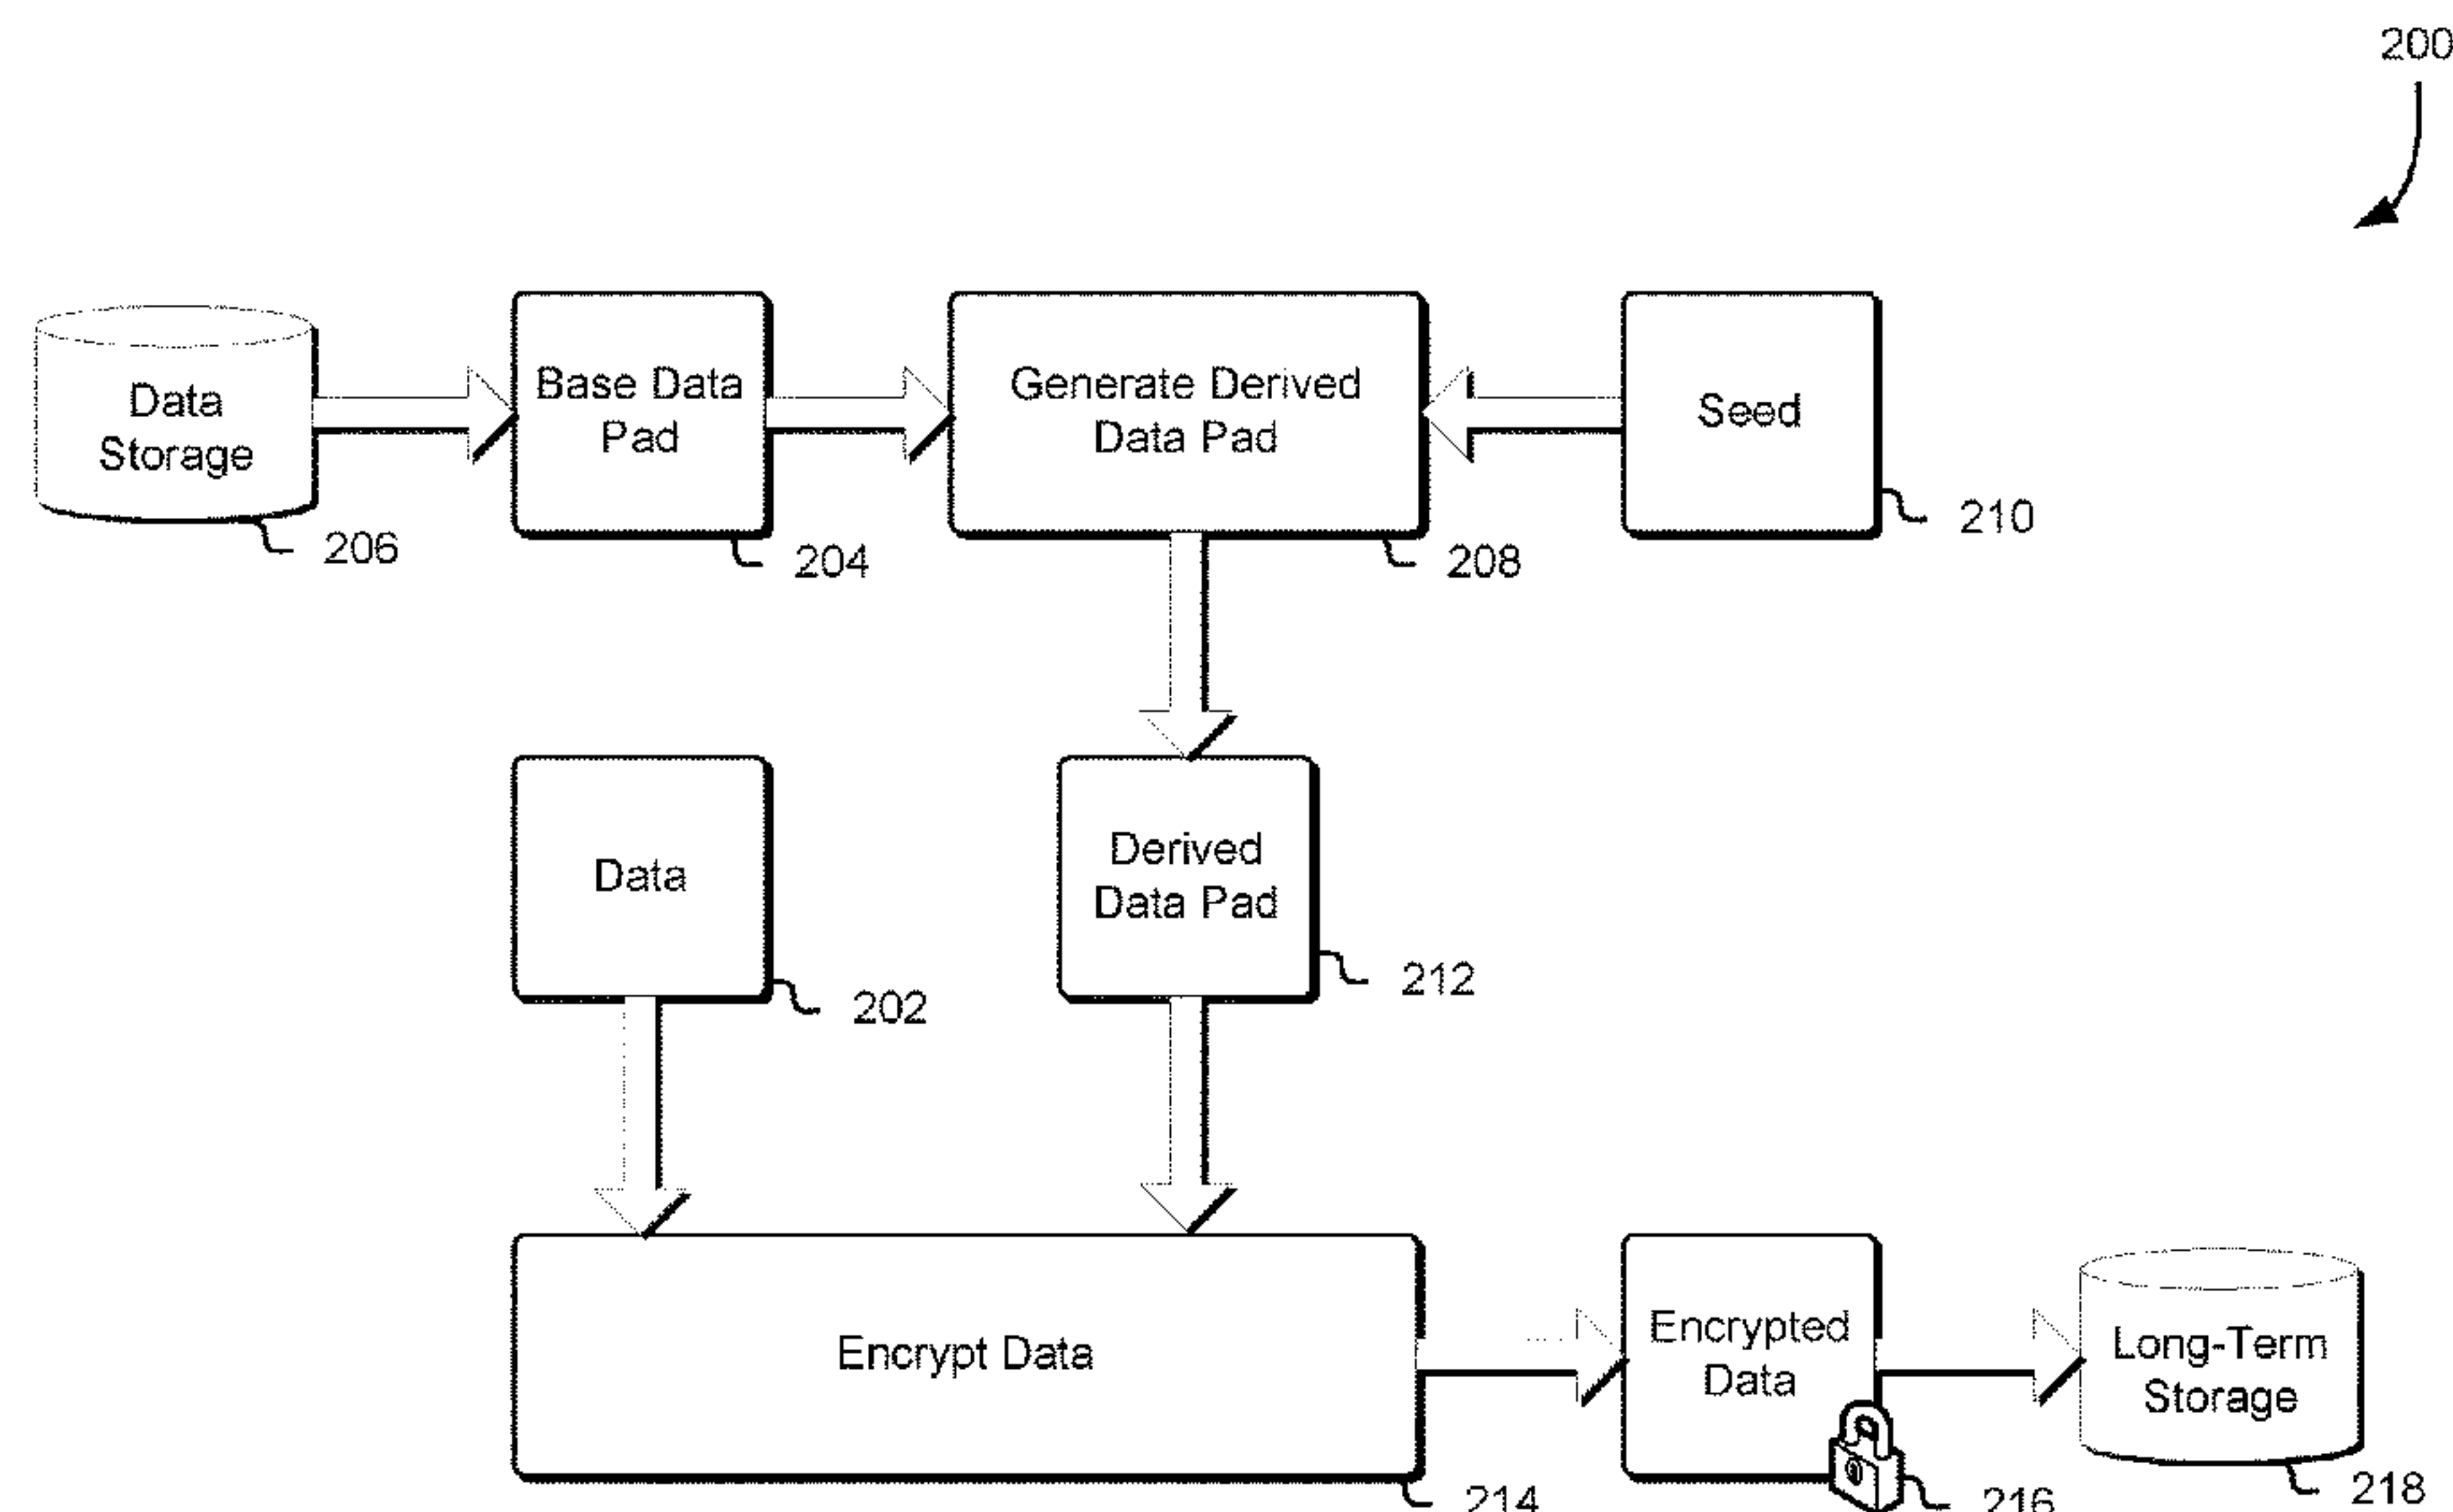 200
Data
Storage
206
Base Data
Pad
204
Generate Derived
Data Pad
208
Seed
210
Data
202
Derived
Data Pad
212
Encrypt Data
214
Encrypted
Data
216
Long-Term
Storage
218